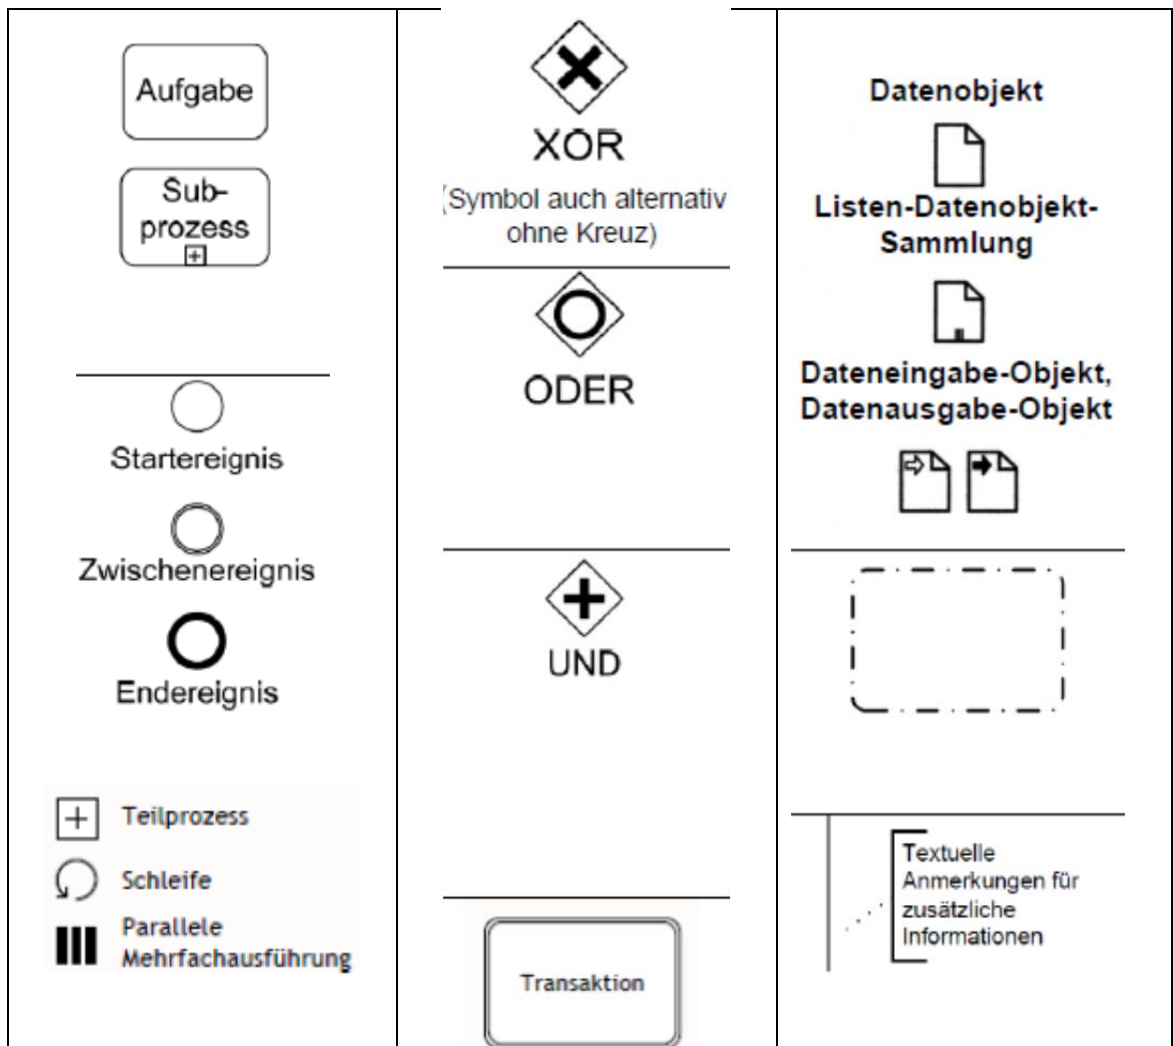 Aufgabe
Sub-
prozess
Startereignis
Zwischenereignis
Endereignis
Teilprozess
Schleife
Parallele
Mehrfachausführung
XOR
(Symbol auch alternativ
ohne Kreuz)
ODER
UND
Transaktion
Datenobjekt
Listen-Datenobjekt-
Sammlung
Dateneingabe-Objekt,
Datenausgabe-Objekt
Textuelle
Anmerkungen für
zusätzliche
Informationen